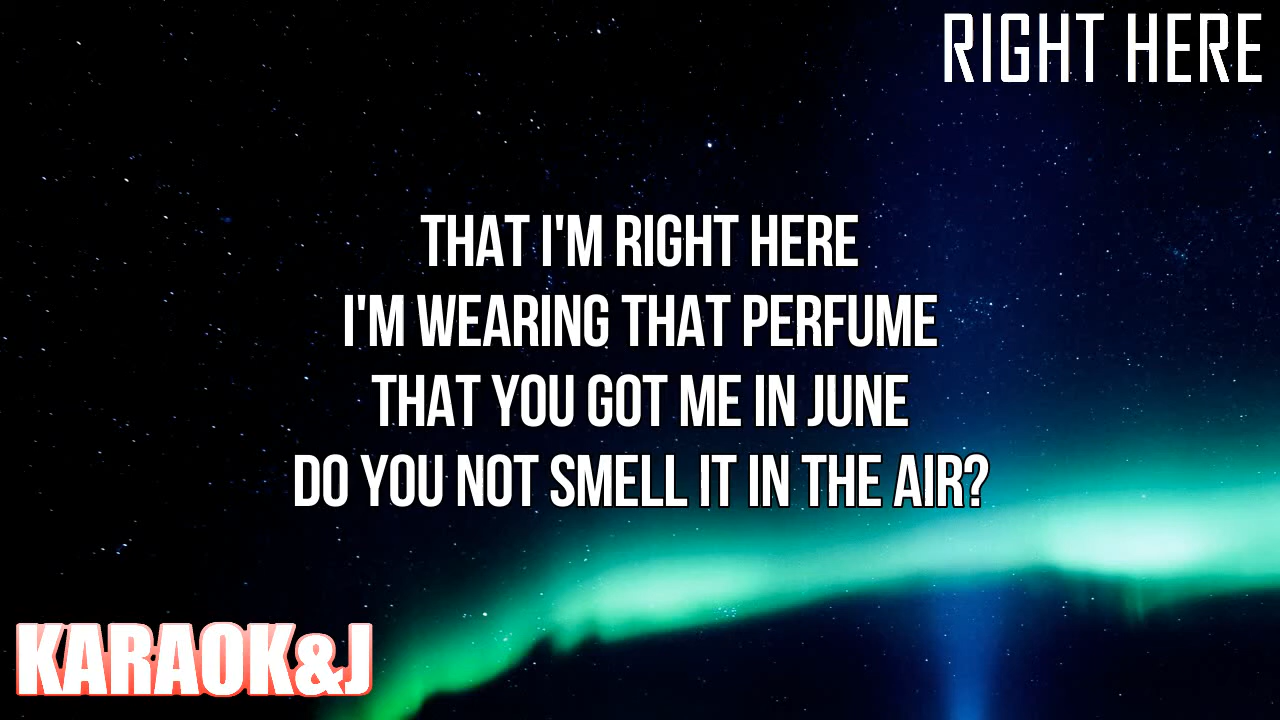 RIGHT HERE
THAT I'M RIGHT HERE
I'M WEARING THAT PERFUME
THAT YOU GOT ME IN JUNE
DO YOU NOT SMELL IT IN THE AIR?
KARAOK&J